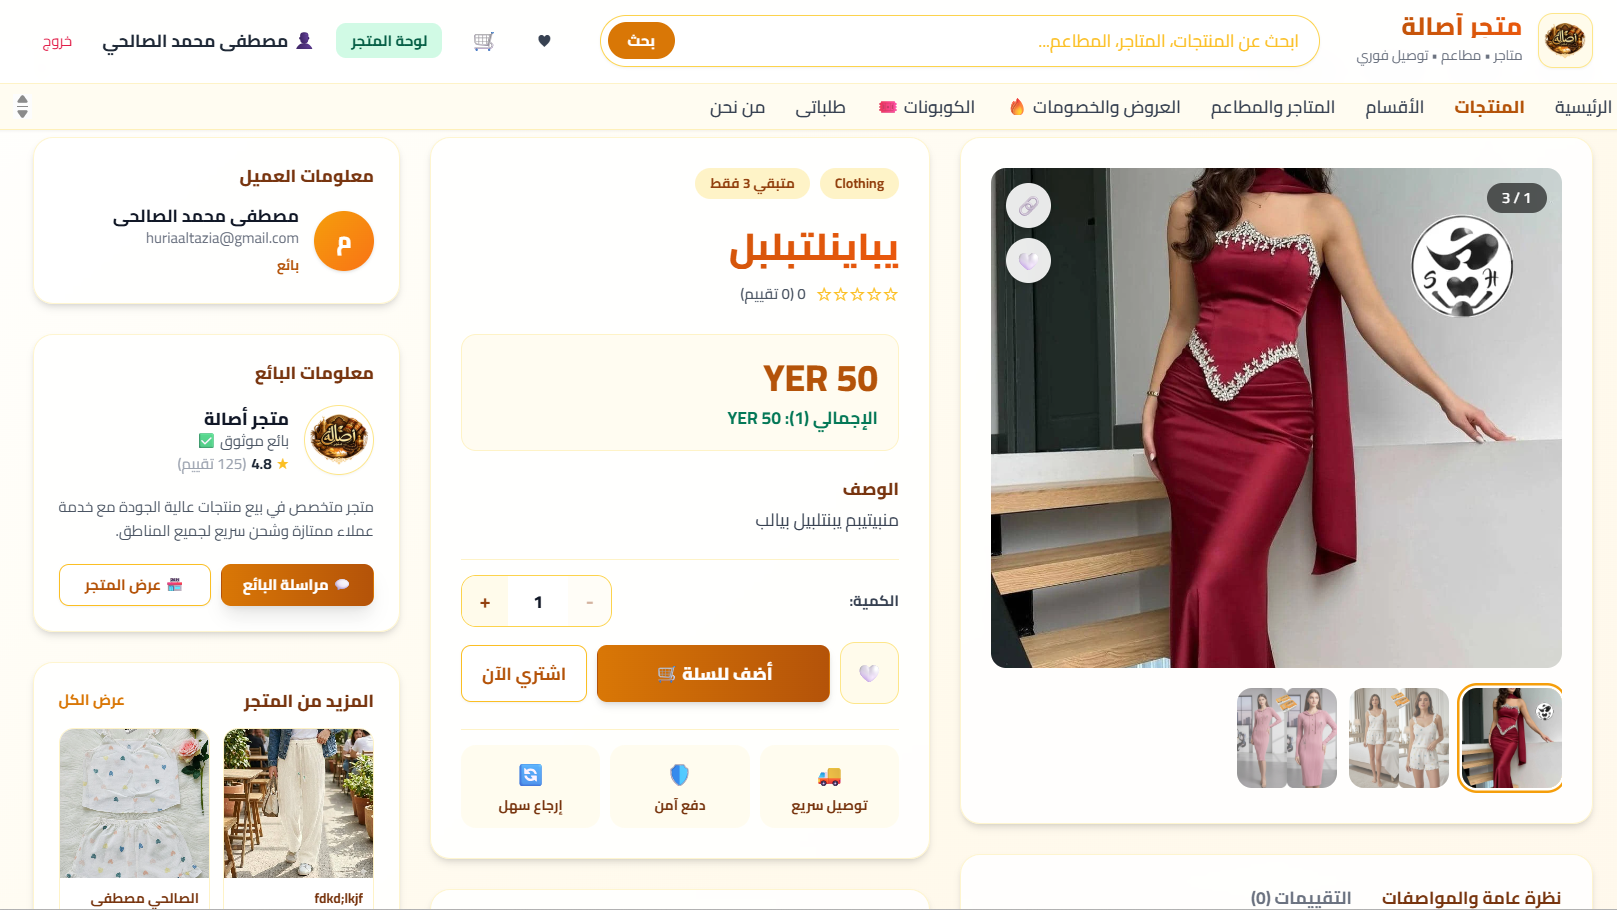 متجر أصالة
متاجر • مطاعم • توصيل فوري
ابحث عن المنتجات، المتاجر، المطاعم...
بحث
لوحة المتجر
مصطفى محمد الصالحي
خروج
الرئيسية
المنتجات
الأقسام
المتاجر والمطاعم
العروض والخصومات
الكوبونات
طلباتي
من نحن
3 / 1
S H
Clothing
متبقي 3 فقط
يباينلتبلبل
0 (0 تقييم)
YER 50
الإجمالي (1): YER 50
الوصف
منبيتيبم يبنتلبيل بيالب
الكمية:
-
1
+
أضف للسلة
اشتري الآن
توصيل سريع
دفع آمن
إرجاع سهل
معلومات العميل
مصطفى محمد الصالحي
م
huriaaltazia@gmail.com
بائع
معلومات البائع
أصالة
متجر أصالة
بائع موثوق
4.8 (125 تقييم)
متجر متخصص في بيع منتجات عالية الجودة مع خدمة
عملاء ممتازة وشحن سريع لجميع المناطق.
مراسلة البائع
عرض المتجر
المزيد من المتجر
عرض الكل
fdkd;lkjf
الصالحي مصطفى
نظرة عامة والمواصفات
التقييمات (0)